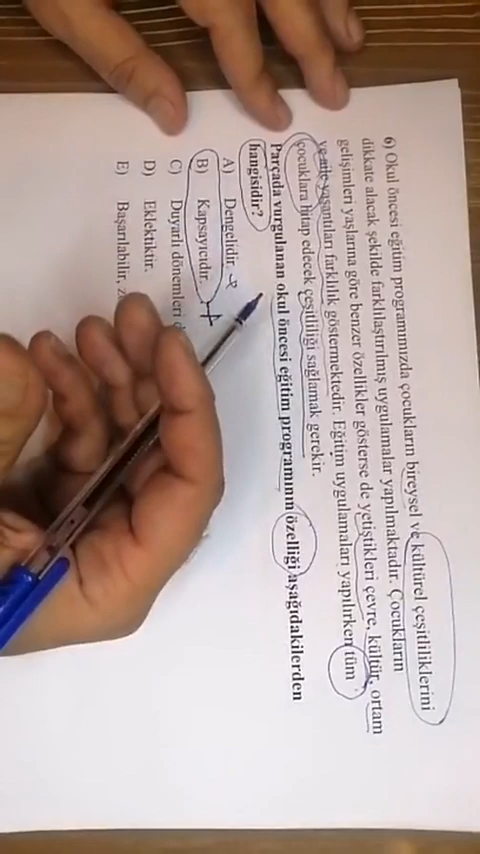 6) Okul öncesi eğitim programımızda çocukların bireysel ve kültürel çeşitliliklerini
dikkate alacak şekilde farklılaştırılmış uygulamalar yapılmaktadır. Çocukların
gelişimleri yaşlarına göre benzer özellikler gösterse de yetiştikleri çevre, kültür, ortam
ve aile yaşantıları farklılık göstermektedir. Eğitim uygulamaları yapılırken tüm
çocuklara hitap edecek çeşitliliği sağlamak gerekir.
Parçada vurgulanan okul öncesi eğitim programının özelliği aşağıdakilerden
hangisidir?
A) Dengelidir.
B) Kapsayıcıdır.
C) Duyarlı dönemleri
D) Eklektiktir.
E) Başarılabilir,